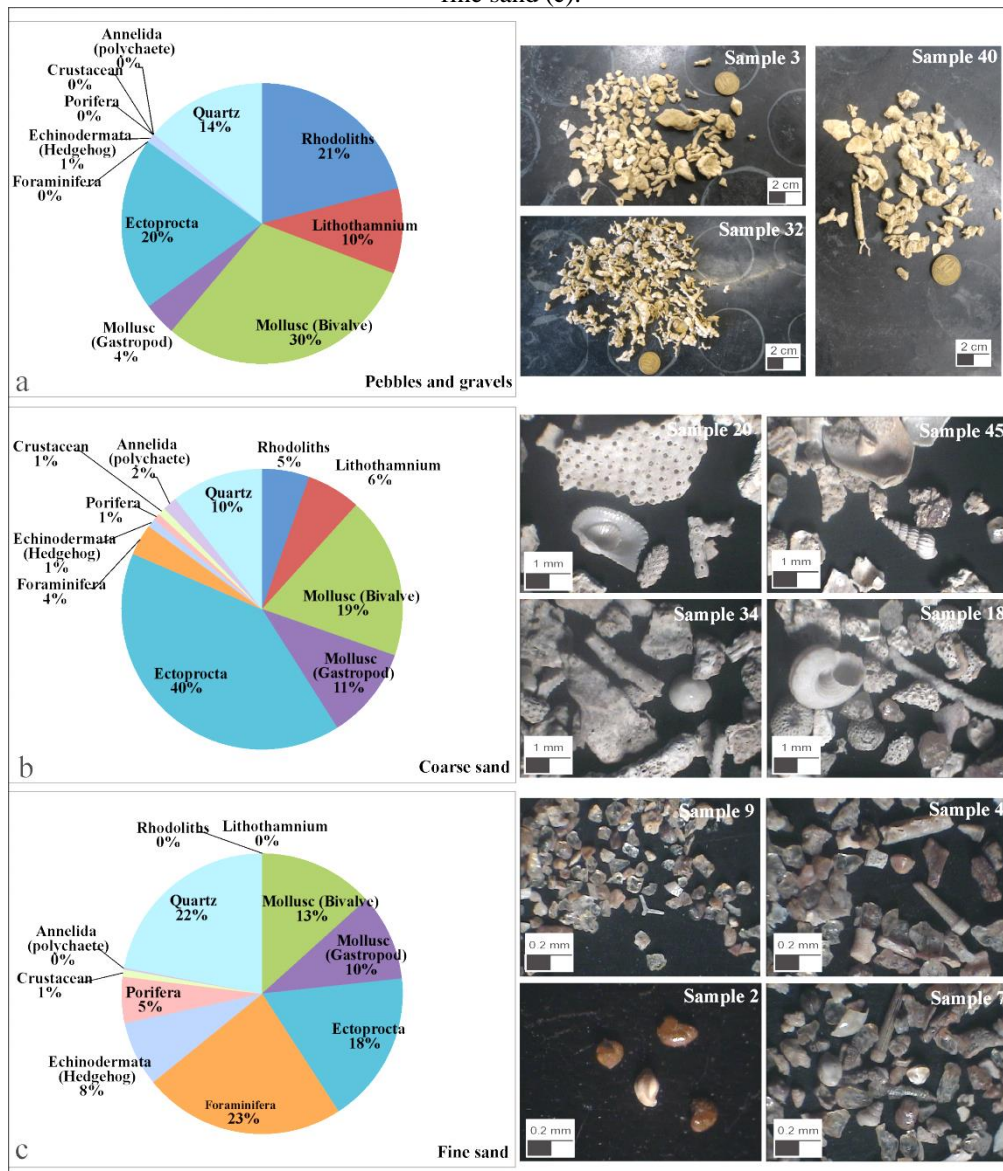 fine sand (c).
Annelida
(polychaete)
0%
Crustacean
0%
Porifera
0%
Echinodermata
(Hedgehog)
1%
Foraminifera
0%
Quartz
14%
Rhodoliths
21%
Lithothamnium
10%
Ectoprocta
20%
Mollusc
(Gastropod)
4%
Mollusc (Bivalve)
30%
a
Pebbles and gravels
Sample 3
2 cm
Sample 32
2 cm
Sample 40
2 cm
Crustacean
1%
Annelida
(polychaete)
2%
Porifera
1%
Echinodermata
(Hedgehog)
1%
Foraminifera
4%
Quartz
10%
Rhodoliths
5%
Lithothamnium
6%
Mollusc (Bivalve)
19%
Mollusc
(Gastropod)
11%
Ectoprocta
40%
b
Coarse sand
Sample 20
1 mm
Sample 45
1 mm
Sample 34
1 mm
Sample 18
1 mm
Rhodoliths
0%
Lithothamnium
0%
Quartz
22%
Mollusc (Bivalve)
13%
Annelida
(polychaete)
0%
Crustacean
1%
Porifera
5%
Echinodermata
(Hedgehog)
8%
Mollusc
(Gastropod)
10%
Ectoprocta
18%
Foraminifera
23%
c
Fine sand
Sample 9
0.2 mm
Sample 4
0.2 mm
Sample 2
0.2 mm
Sample 7
0.2 mm